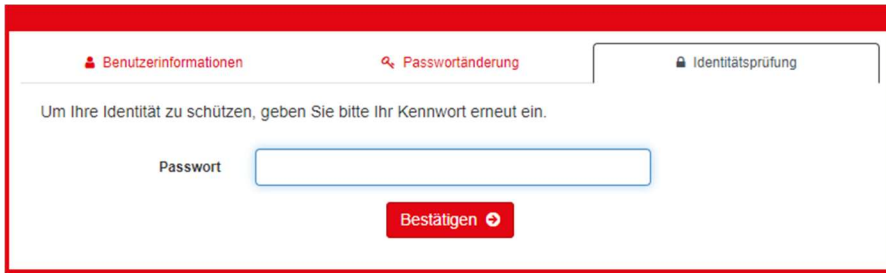 Benutzerinformationen Passwortänderung Identitätsprüfung
Um Ihre Identität zu schützen, geben Sie bitte Ihr Kennwort erneut ein.
Passwort
Bestätigen